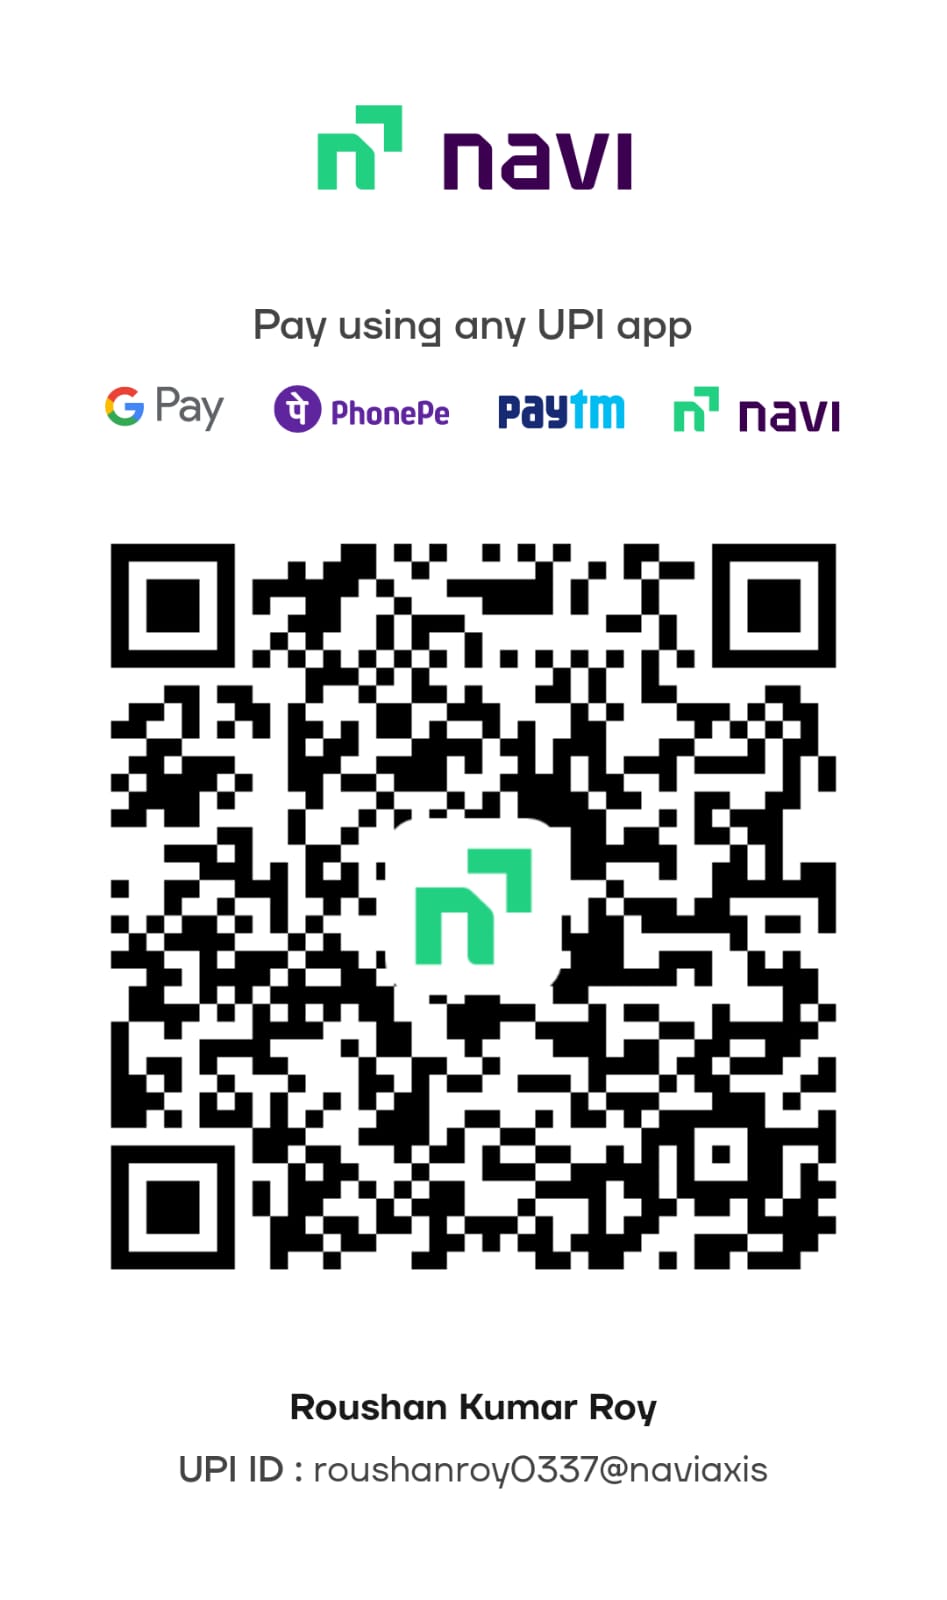 navi
Pay using any UPI app
G Pay पे PhonePe paytm navi
Roushan Kumar Roy
UPI ID : roushanroy0337@naviaxis